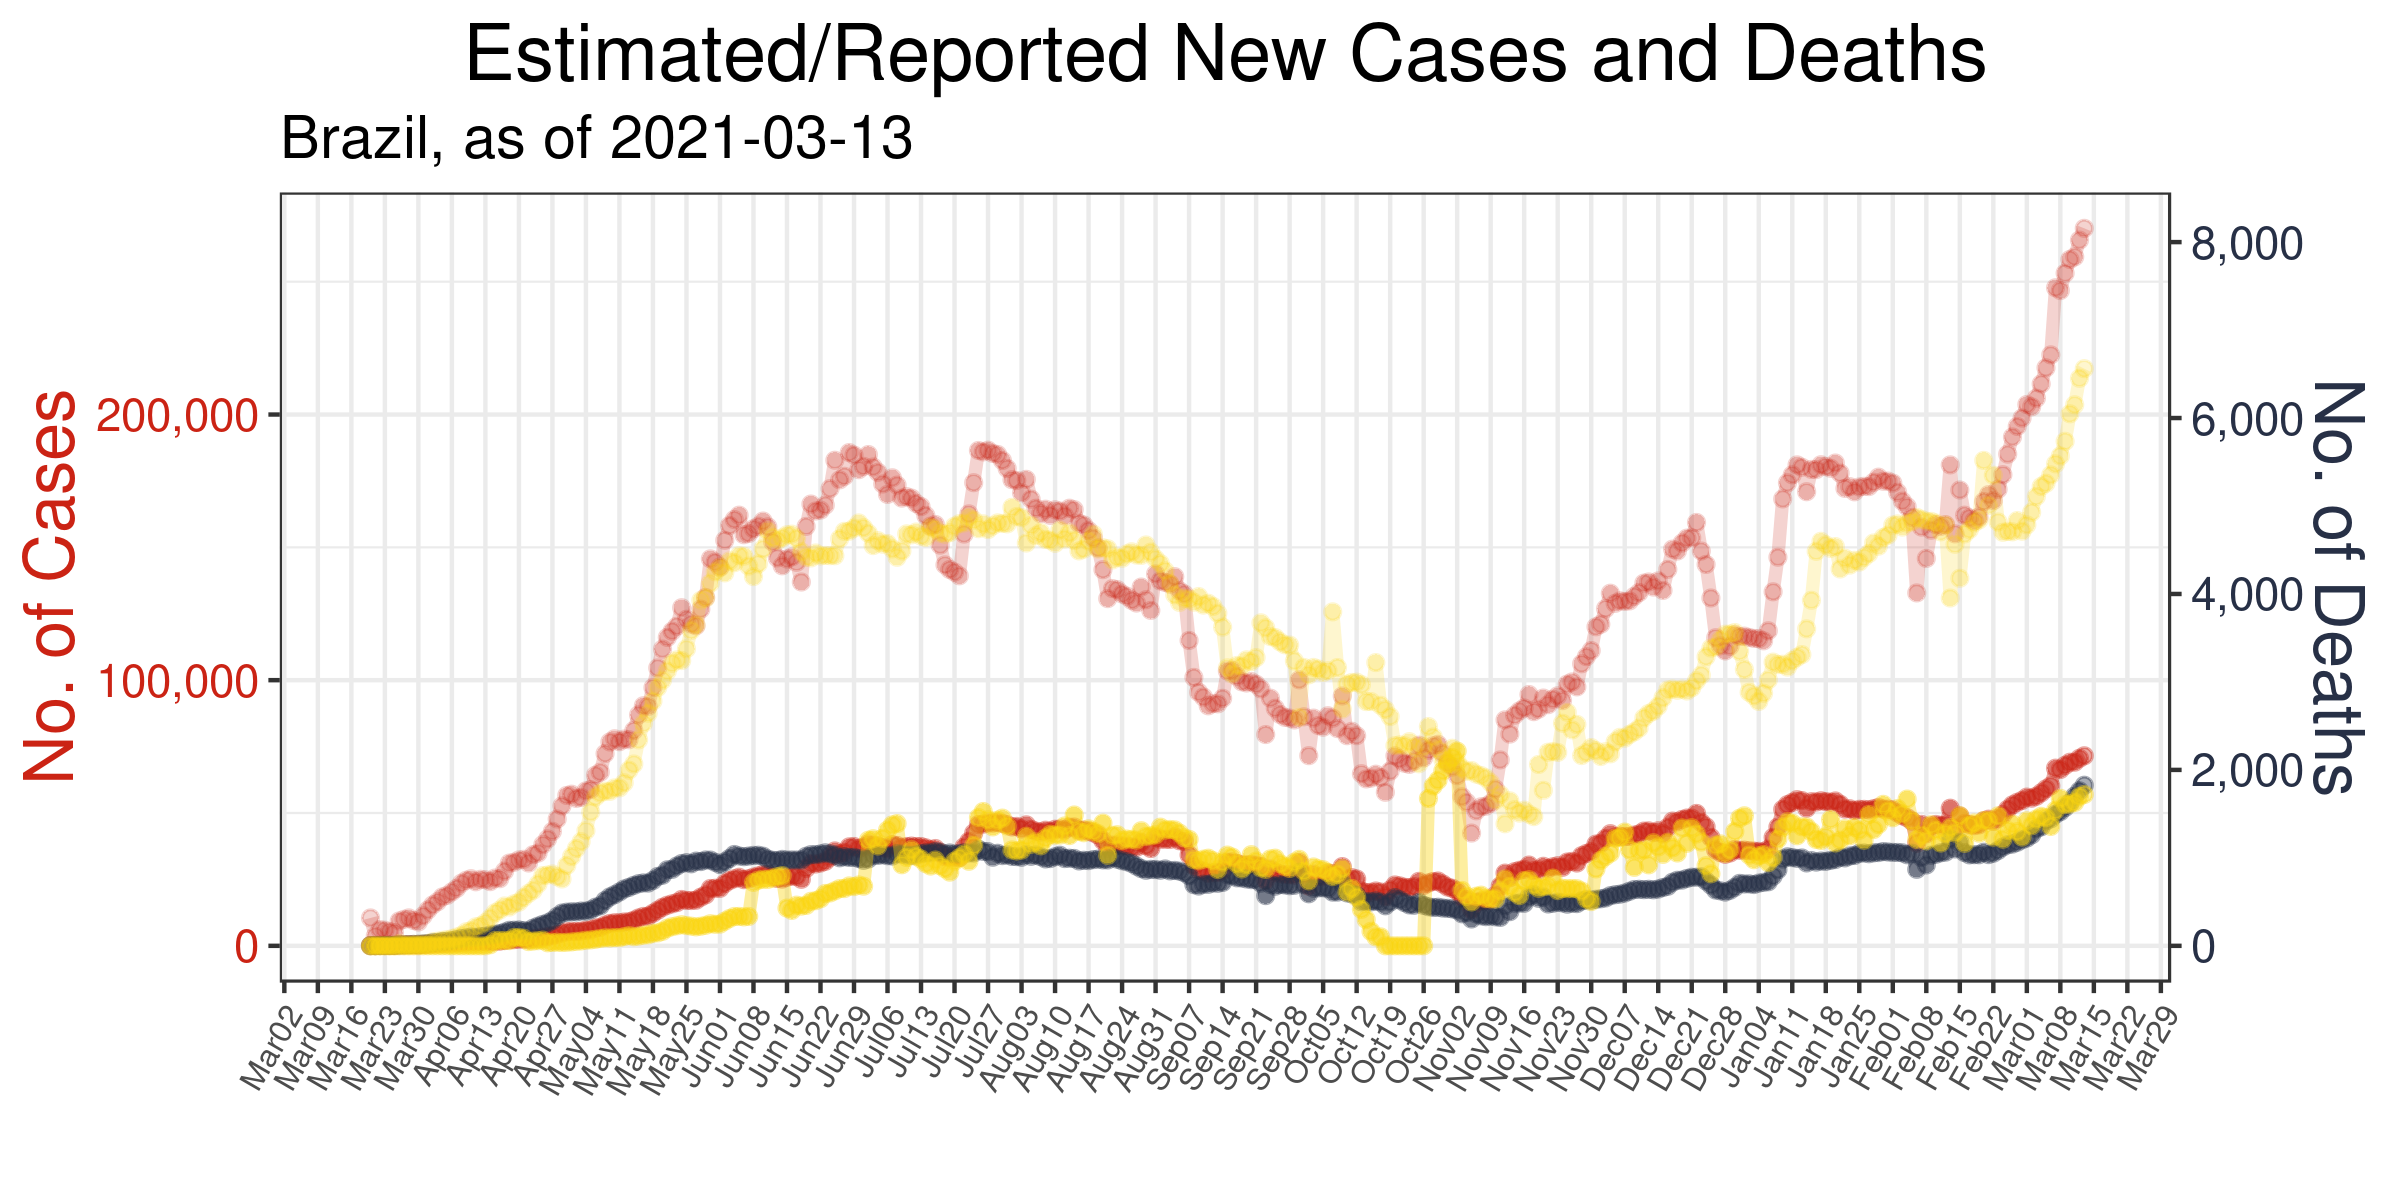 Estimated/Reported New Cases and Deaths
Brazil, as of 2021-03-13
No. of Cases
200,000
100,000
0
8,000
6,000
4,000
2,000
0
No. of Deaths
Mar02
Mar09
Mar16
Mar23
Mar30
Apr06
Apr13
Apr20
Apr27
May04
May11
May18
May25
Jun01
Jun08
Jun15
Jun22
Jun29
Jul06
Jul13
Jul20
Jul27
Aug03
Aug10
Aug17
Aug24
Aug31
Sep07
Sep14
Sep21
Sep28
Oct05
Oct12
Oct19
Oct26
Nov02
Nov09
Nov16
Nov23
Nov30
Dec07
Dec14
Dec21
Dec28
Jan04
Jan11
Jan18
Jan25
Feb01
Feb08
Feb15
Feb22
Mar01
Mar08
Mar15
Mar22
Mar29